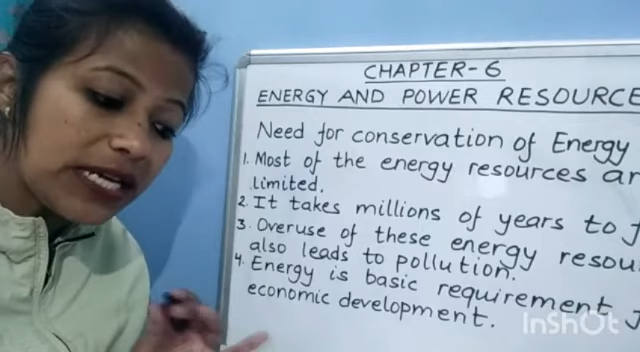 CHAPTER-6
ENERGY AND POWER RESOURCE
Need for conservation of Energy
1. Most of the energy resources ar
limited.
2. It takes millions of years to f
3. Overuse of these energy resou
also leads to pollution.
4. Energy is basic requirement f
economic development.
InShOt